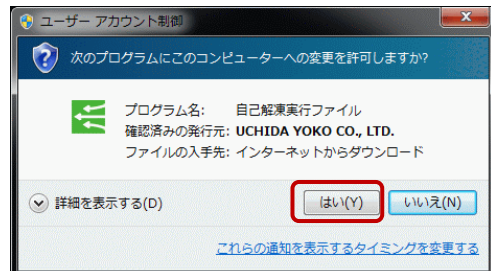 ユーザー アカウント制御
次のプログラムにこのコンピューターへの変更を許可しますか?
プログラム名: 自己解凍実行ファイル
確認済みの発行元: UCHIDA YOKO CO., LTD.
ファイルの入手先: インターネットからダウンロード
詳細を表示する(D) はい(Y) いいえ(N)
これらの通知を表示するタイミングを変更する